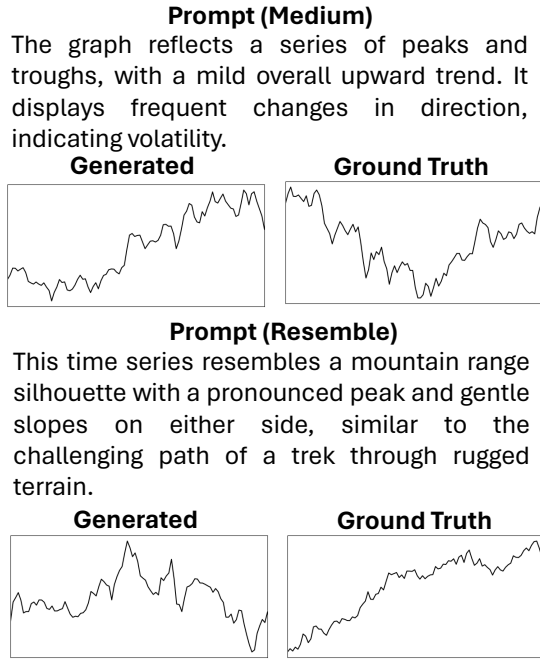 Prompt (Medium)
The graph reflects a series of peaks and
troughs, with a mild overall upward trend. It
displays frequent changes in direction,
indicating volatility.
Generated Ground Truth
Prompt (Resemble)
This time series resembles a mountain range
silhouette with a pronounced peak and gentle
slopes on either side, similar to the
challenging path of a trek through rugged
terrain.
Generated Ground Truth